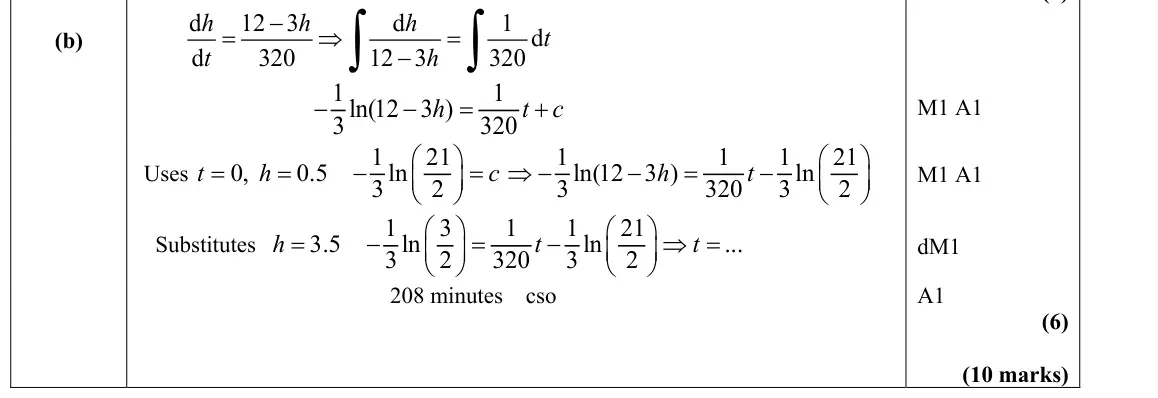 (b) dh/dt = (12 − 3h)/320 ⇒ ∫ dh/(12 − 3h) = ∫ 1/320 dt
−1/3 ln(12 − 3h) = 1/320 t + c M1 A1
Uses t = 0, h = 0.5 −1/3 ln(21/2) = c ⇒ −1/3 ln(12 − 3h) = 1/320 t − 1/3 ln(21/2) M1 A1
Substitutes h = 3.5 −1/3 ln(3/2) = 1/320 t − 1/3 ln(21/2) ⇒ t = ... dM1
208 minutes cso A1
(6)
(10 marks)